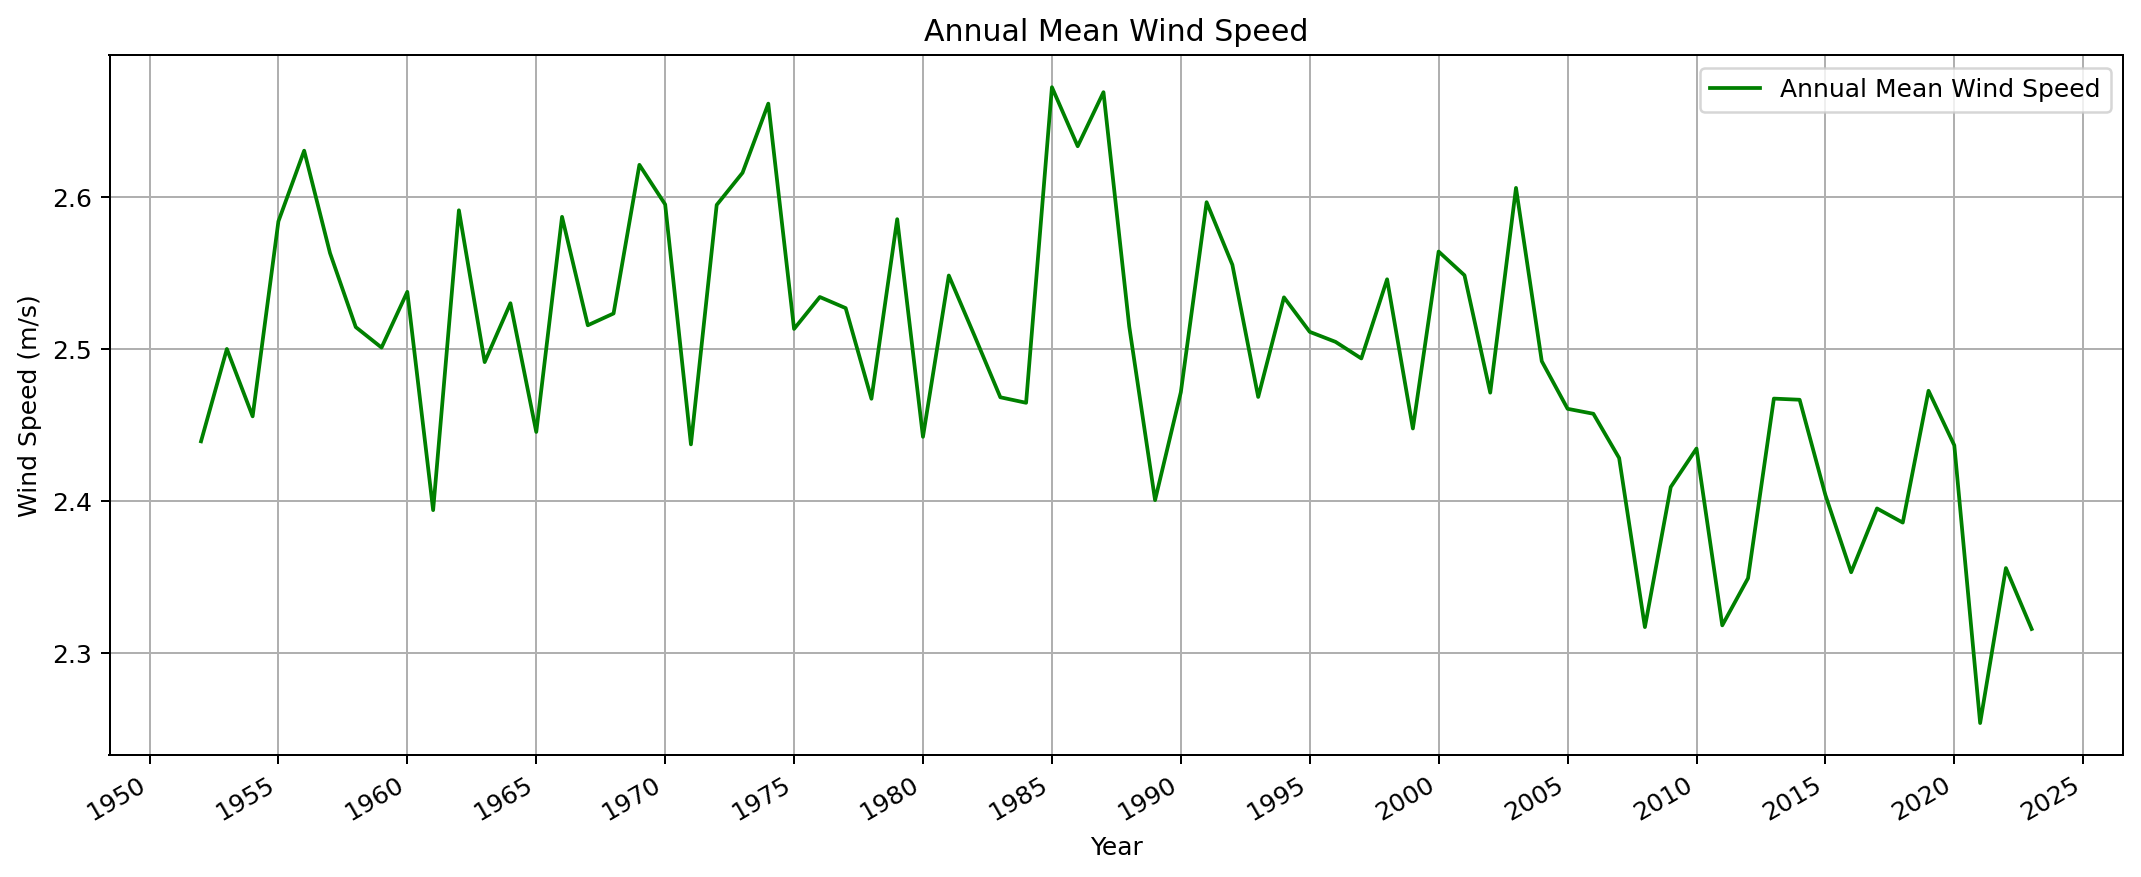 Annual Mean Wind Speed
Annual Mean Wind Speed
2.6
2.5
2.4
2.3
Wind Speed (m/s)
1950 1955 1960 1965 1970 1975 1980 1985 1990 1995 2000 2005 2010 2015 2020 2025
Year